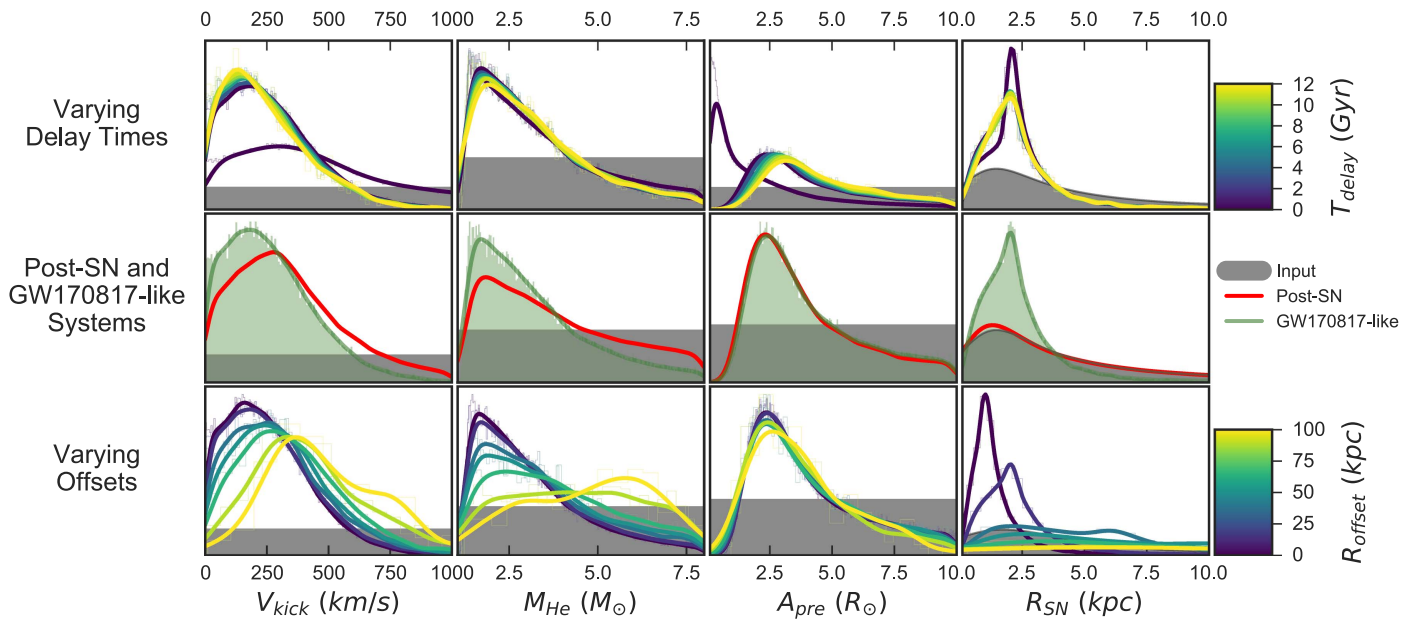 0 250 500 750 1000 2.5 5.0 7.5 0 2.5 5.0 7.5 10.0 0.0 2.5 5.0 7.5 10.0
Varying
Delay Times
12
10
8
6
4
2
0
T_delay (Gyr)
Post-SN and
GW170817-like
Systems
Input
Post-SN
GW170817-like
Varying
Offsets
100
75
50
25
0
R_offset (kpc)
0 250 500 750 1000 2.5 5.0 7.5 2.5 5.0 7.5 10.0 0.0 2.5 5.0 7.5 10.0
V_kick (km/s) M_He (M_⊙) A_pre (R_⊙) R_SN (kpc)